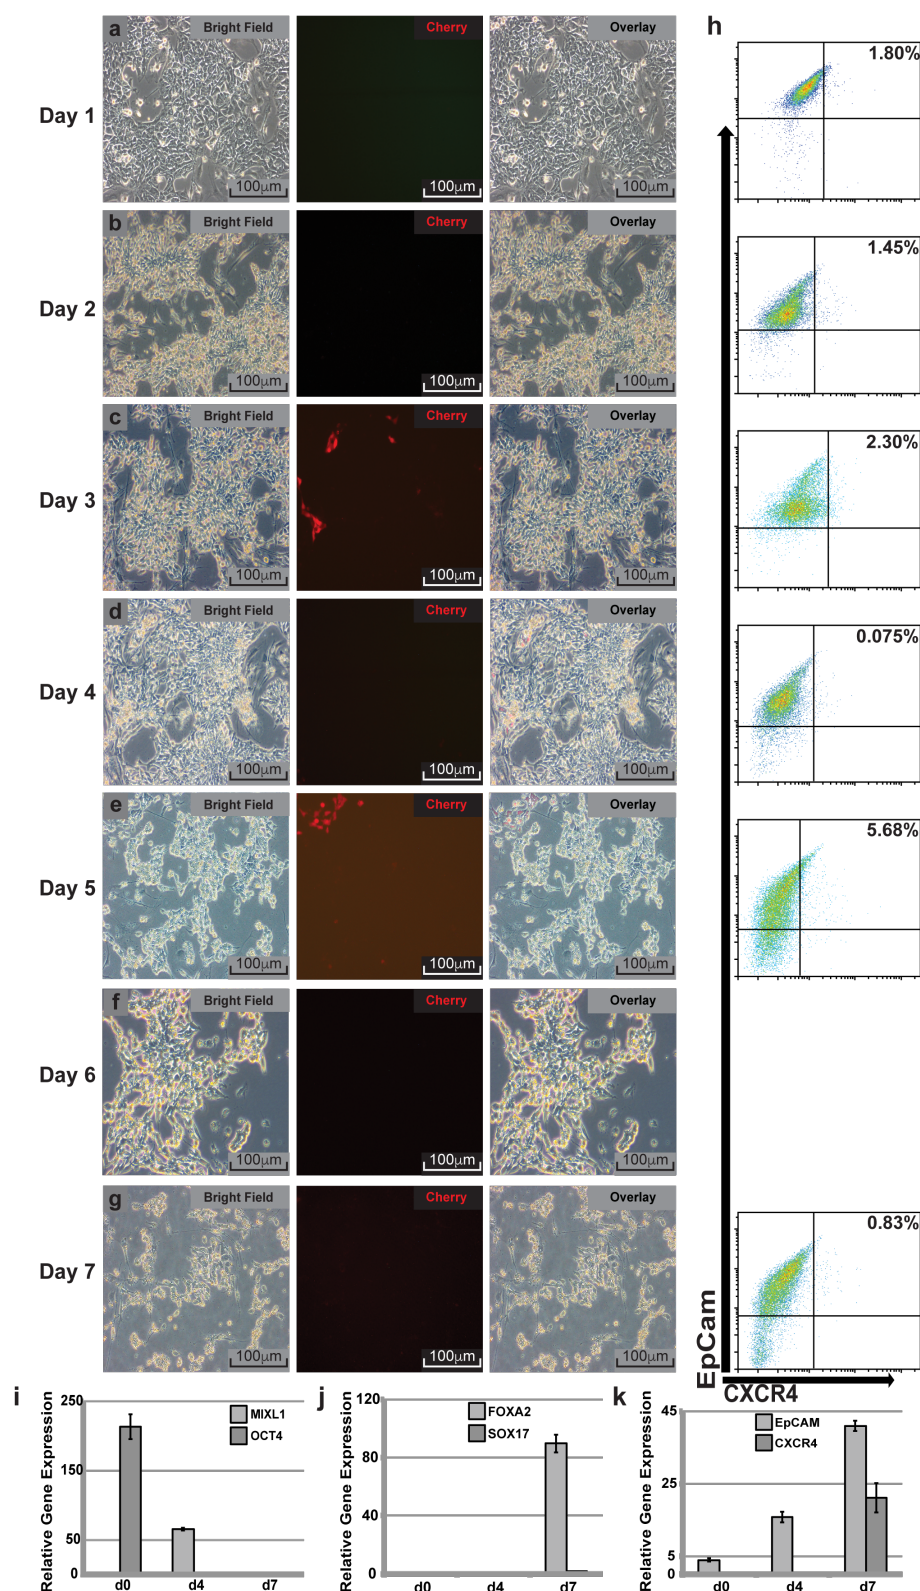 a Bright Field Cherry Overlay h
1.80%
Day 1
100μm 100μm 100μm
b Bright Field Cherry Overlay
1.45%
Day 2
100μm 100μm 100μm
c Bright Field Cherry Overlay
2.30%
Day 3
100μm 100μm 100μm
d Bright Field Cherry Overlay
0.075%
Day 4
100μm 100μm 100μm
e Bright Field Cherry Overlay
5.68%
Day 5
100μm 100μm 100μm
f Bright Field Cherry Overlay
Day 6
100μm 100μm 100μm
g Bright Field Cherry Overlay
0.83%
Day 7
100μm 100μm 100μm
EpCam
CXCR4
i
Relative Gene Expression
250
150
50
0
MIXL1
OCT4
d0 d4 d7
j
Relative Gene Expression
120
80
40
0
FOXA2
SOX17
d0 d4 d7
k
Relative Gene Expression
45
25
5
0
EpCAM
CXCR4
d0 d4 d7